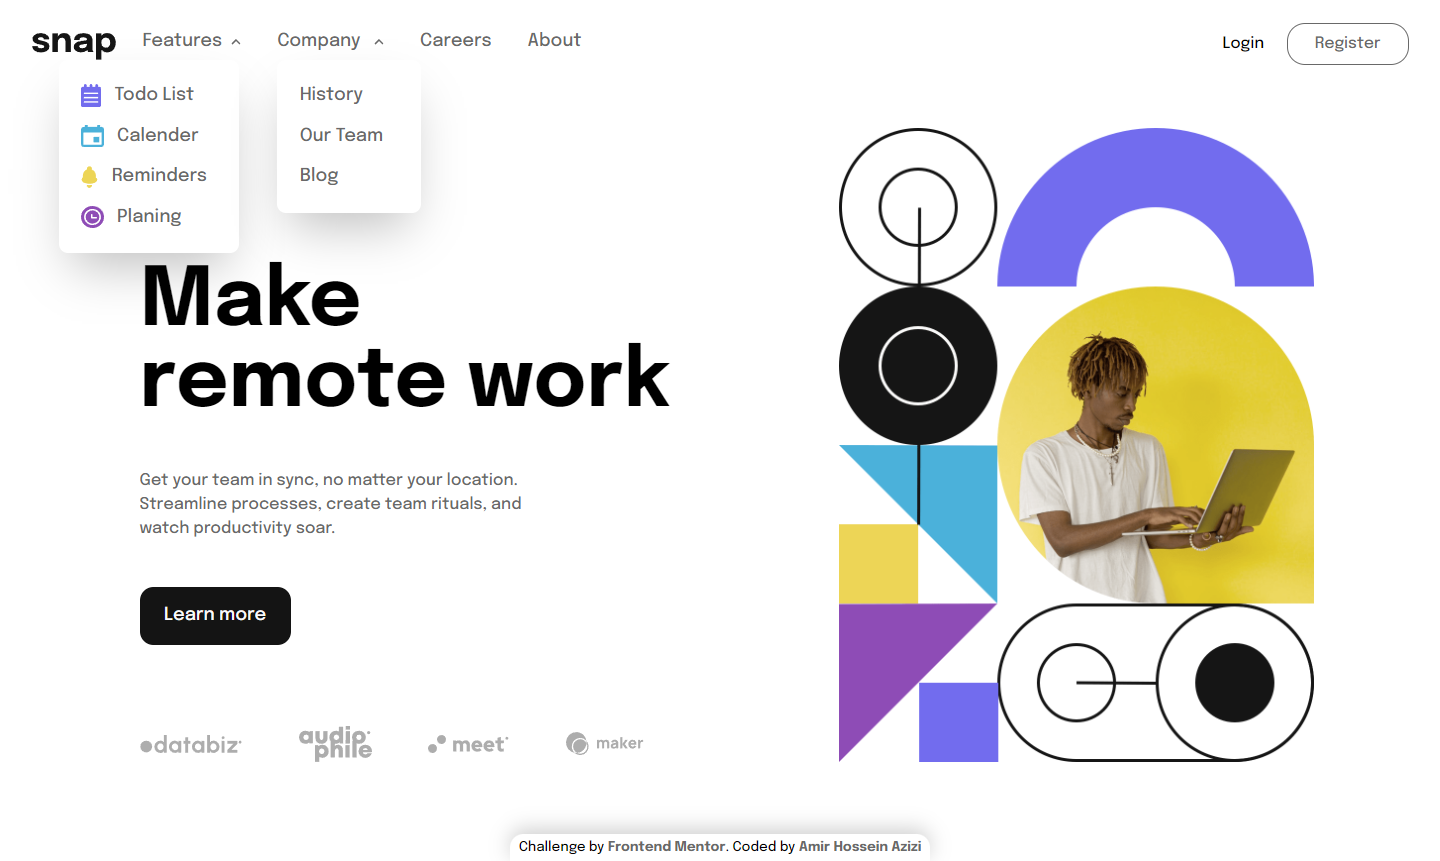 snap Features Company Careers About Login Register
Todo List
Calender
Reminders
Planing
History
Our Team
Blog
Make
remote work
Get your team in sync, no matter your location.
Streamline processes, create team rituals, and
watch productivity soar.
Learn more
databiz audiophile meet maker
Challenge by Frontend Mentor. Coded by Amir Hossein Azizi